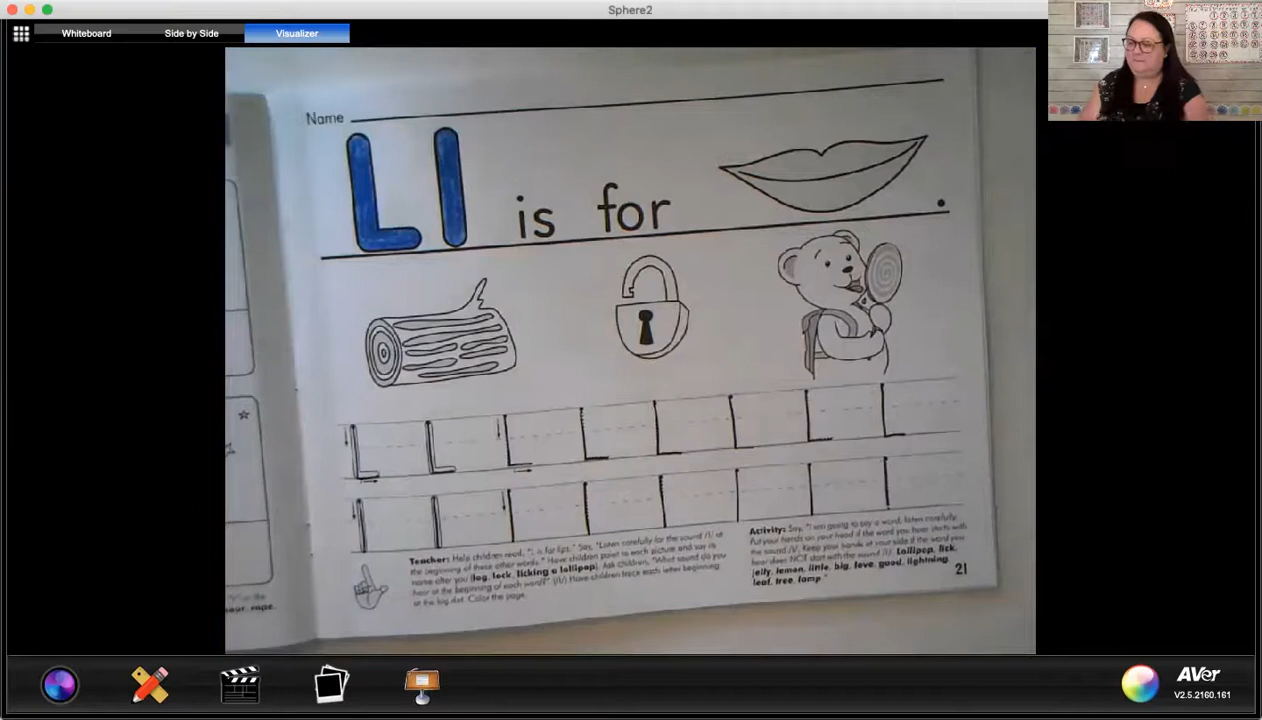 Sphere2
Whiteboard
Side by Side
Visualizer
Name
Ll is for .
L L L L L L L L
l l l l l l l l
Teacher: Help children read, "L is for lips." Say, "Listen carefully for the sound /l/ at
the beginning of these other words." Have children point to each picture and say its
name after you (log, lock, licking a lollipop). Ask children, "What sound do you
hear at the beginning of each word?" (/l/) Have children trace each letter beginning
at the big dot. Color the page.
Activity: Say, "I am going to say a word, listen carefully.
Put your hands on your head if the word you hear starts with
the sound /l/. Keep your hands at your side if the word you
hear does NOT start with the sound /l/. Lollipop, lick,
jelly, lemon, little, big, love, good, lightning,
leaf, tree, lamp."
21
AVer
V2.5.2160.161